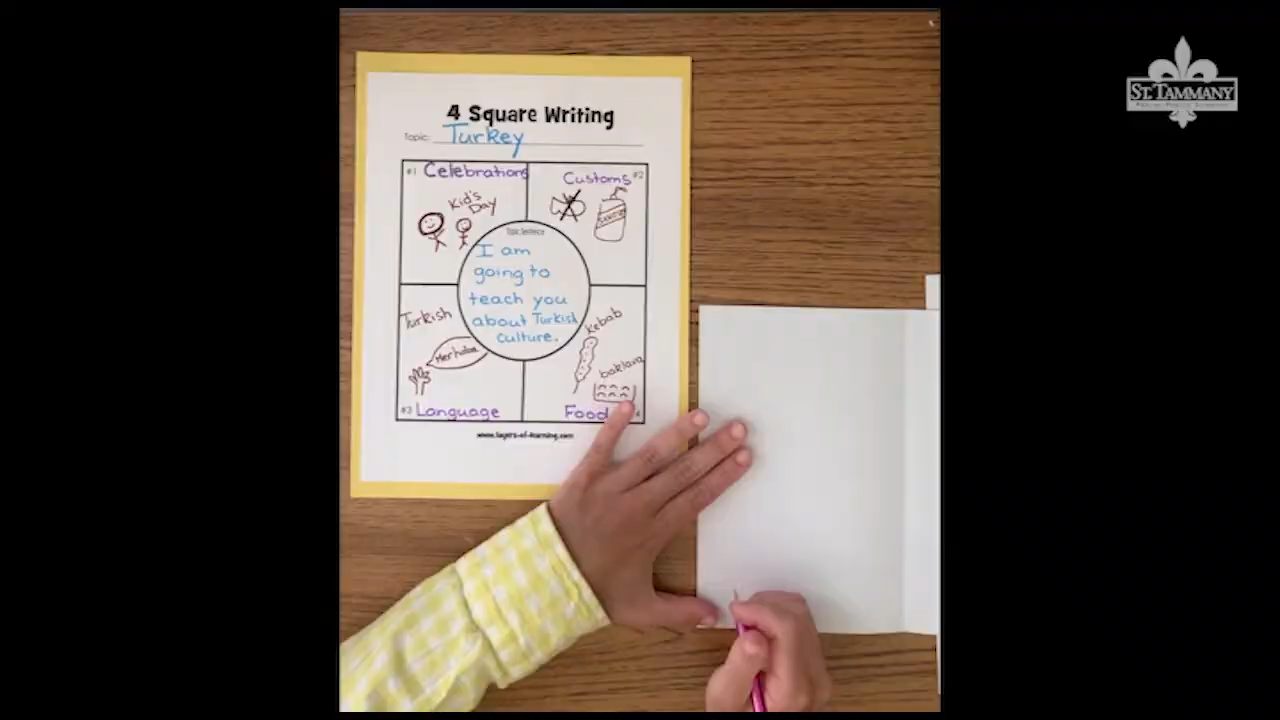 ST. TAMMANY
4 Square Writing
Topic: Turkey
#1 Celebrations
Customs #2
Kid's
Day
Topic Sentence
I am
going to
teach you
about Turkish
culture.
Turkish
Merhaba
#3 Language
Kebab
baklava
Food
www.layers-of-learning.com